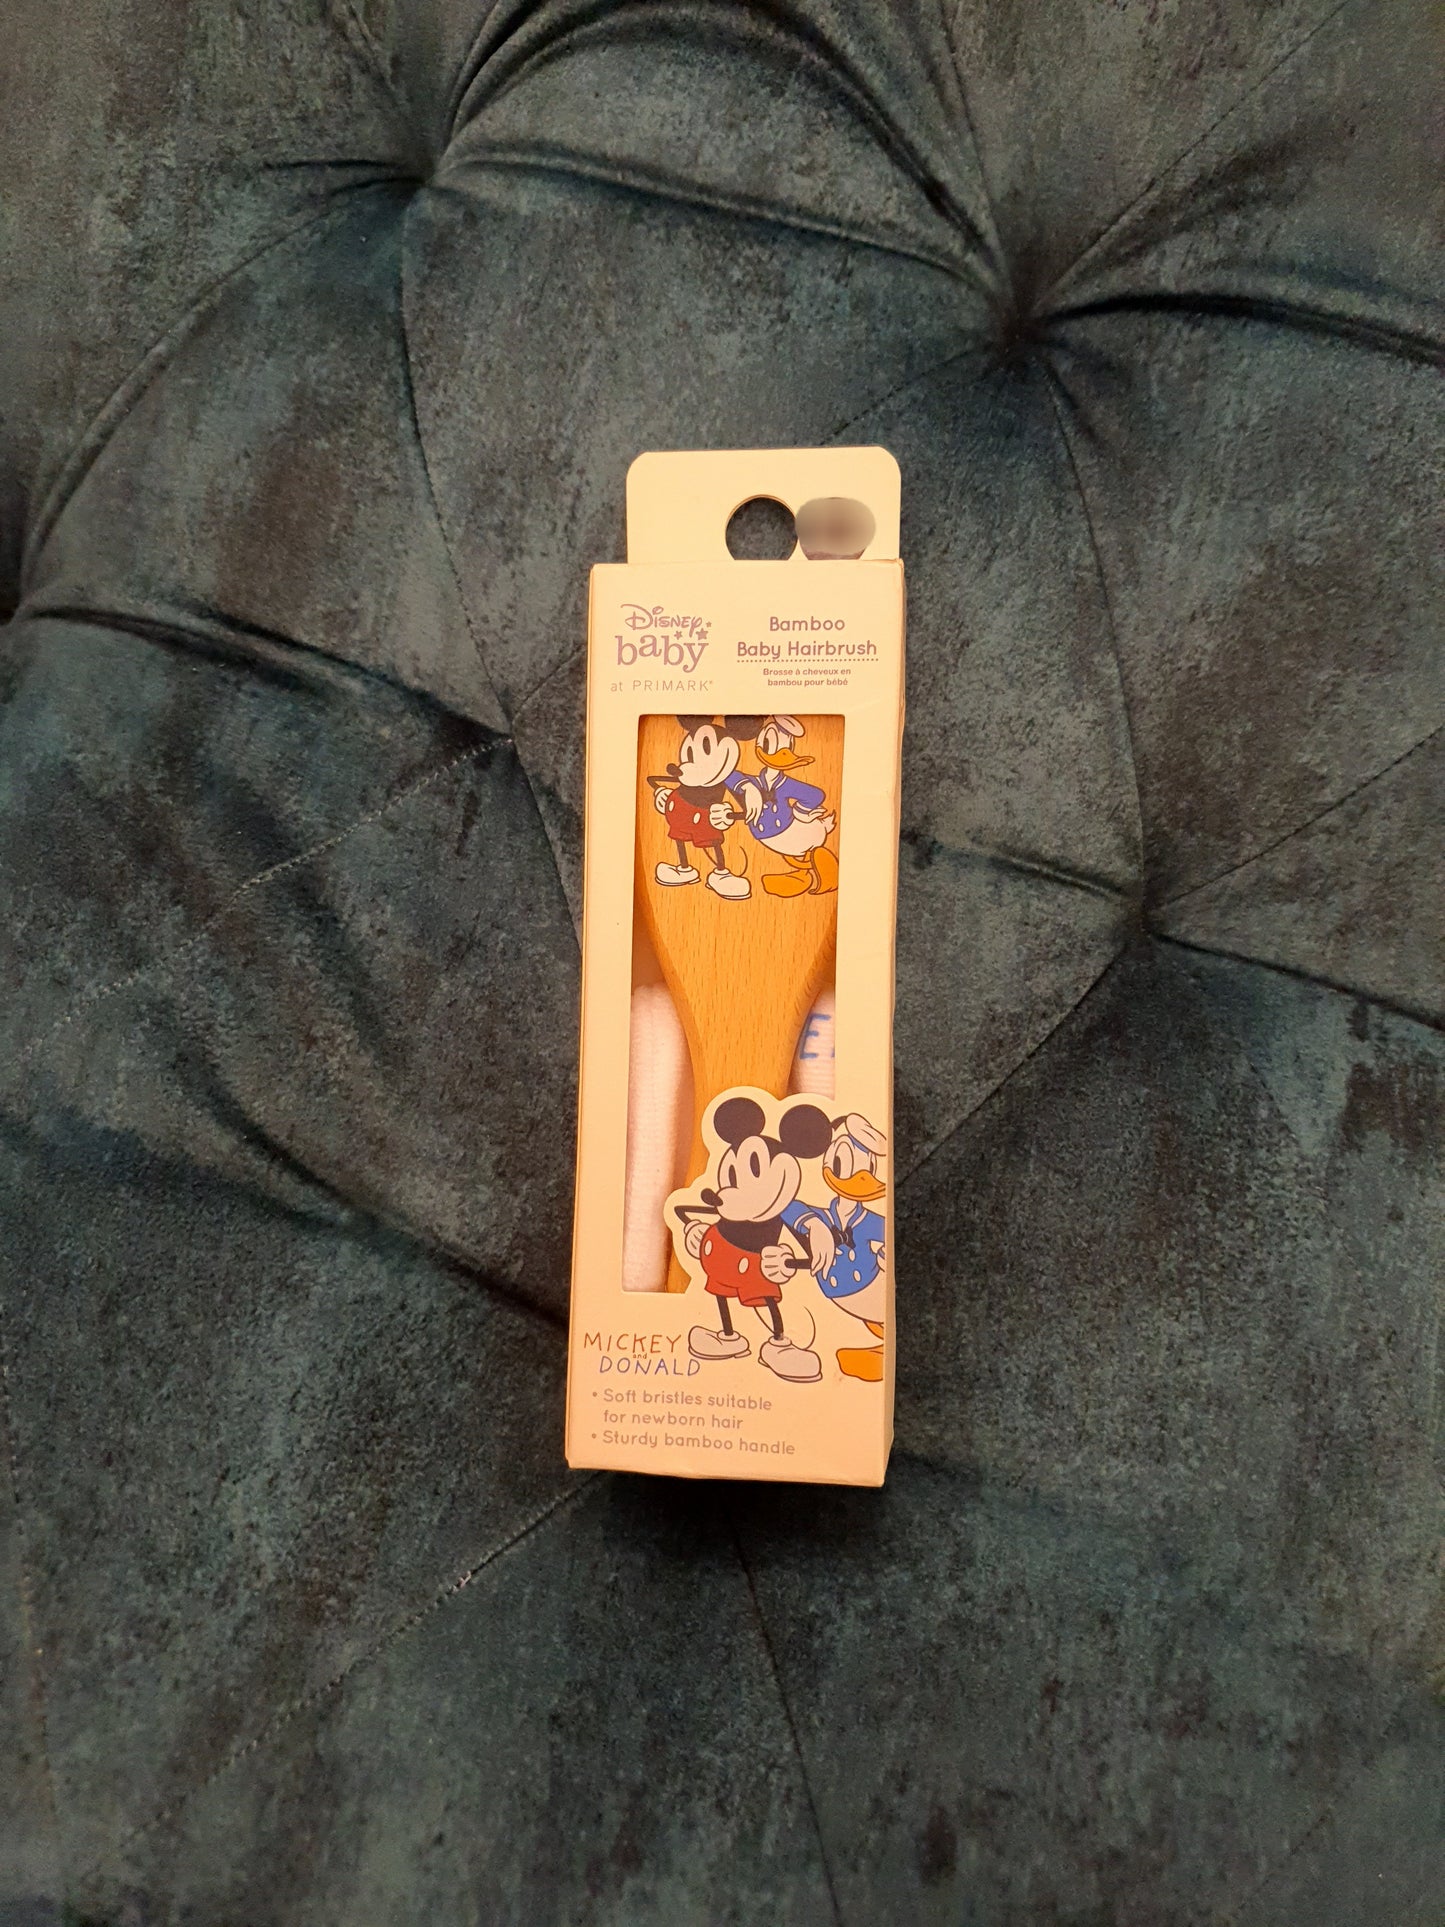 Disney
baby
at PRIMARK®
Bamboo
Baby Hairbrush
Brosse à cheveux en
bambou pour bébé
E
MICKEY
and
DONALD
• Soft bristles suitable
for newborn hair
• Sturdy bamboo handle